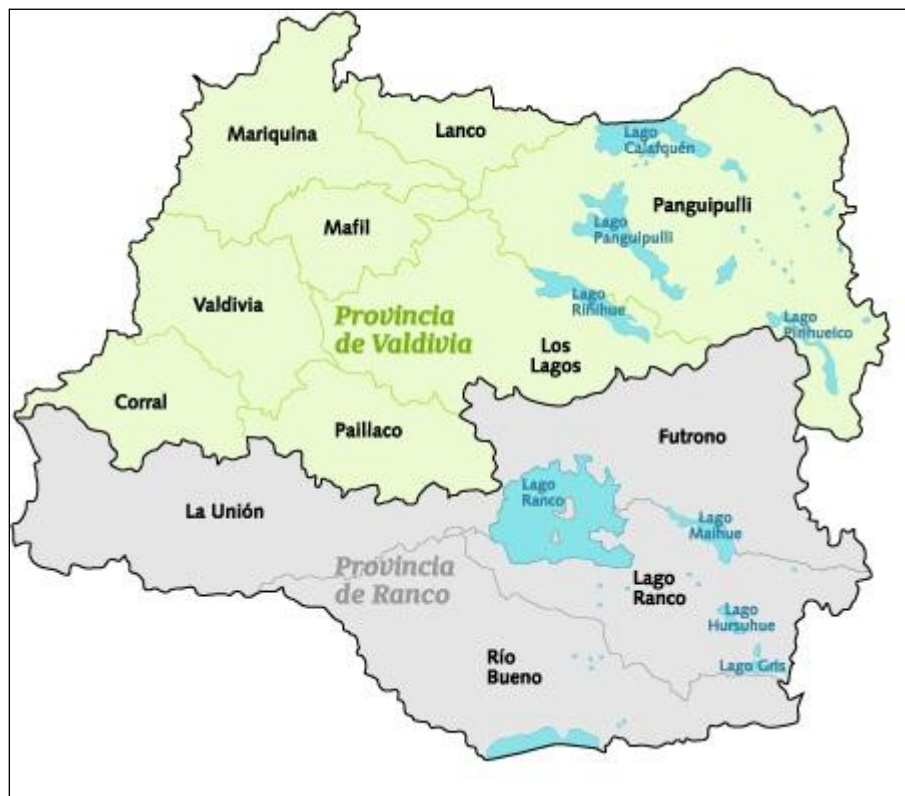 Mariquina
Lanco
Lago
Calafquén
Panguipulli
Mafil
Lago
Panguipulli
Valdivia
Provincia
de Valdivia
Lago
Riñihue
Lago
Pirihueico
Los
Lagos
Corral
Paillaco
Futrono
La Unión
Lago
Ranco
Lago
Maihue
Provincia
de Ranco
Lago
Ranco
Lago
Hursuhue
Río
Bueno
Lago Gris